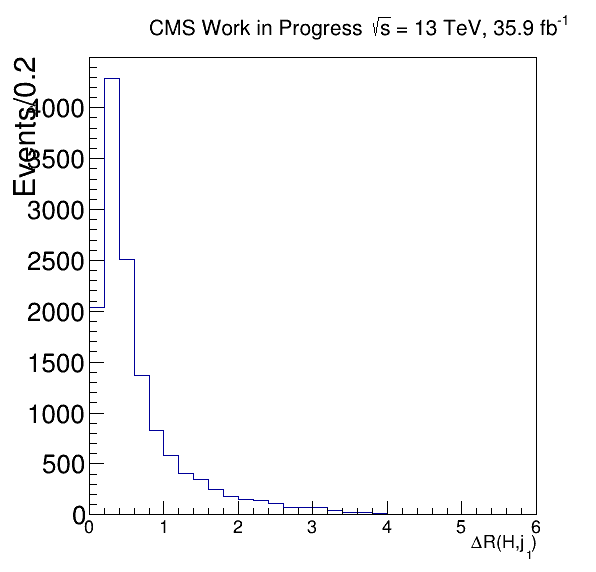 CMS Work in Progress √s = 13 TeV, 35.9 fb⁻¹
Events/0.2
4000
3500
3000
2500
2000
1500
1000
500
0
0 1 2 3 4 5 6
ΔR(H,j₁)